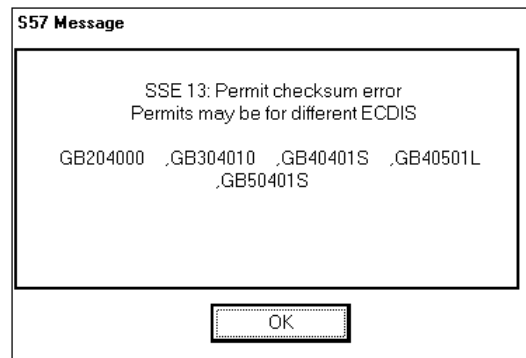 S57 Message
SSE 13: Permit checksum error
Permits may be for different ECDIS
GB204000 ,GB304010 ,GB40401S ,GB40501L
,GB50401S
OK